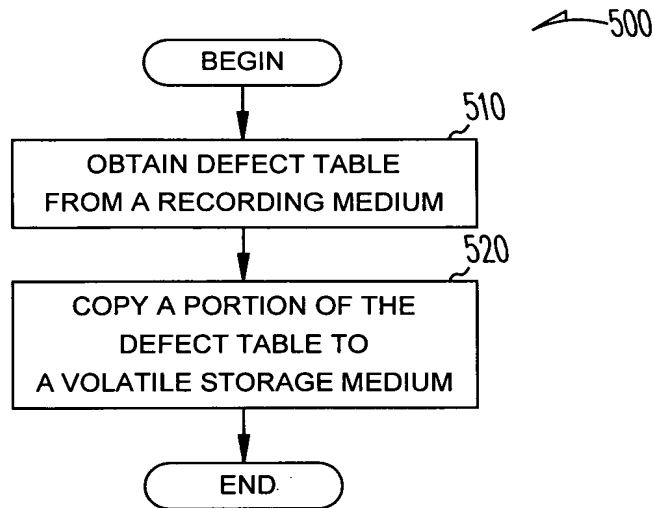 500
BEGIN
510
OBTAIN DEFECT TABLE
FROM A RECORDING MEDIUM
520
COPY A PORTION OF THE
DEFECT TABLE TO
A VOLATILE STORAGE MEDIUM
END